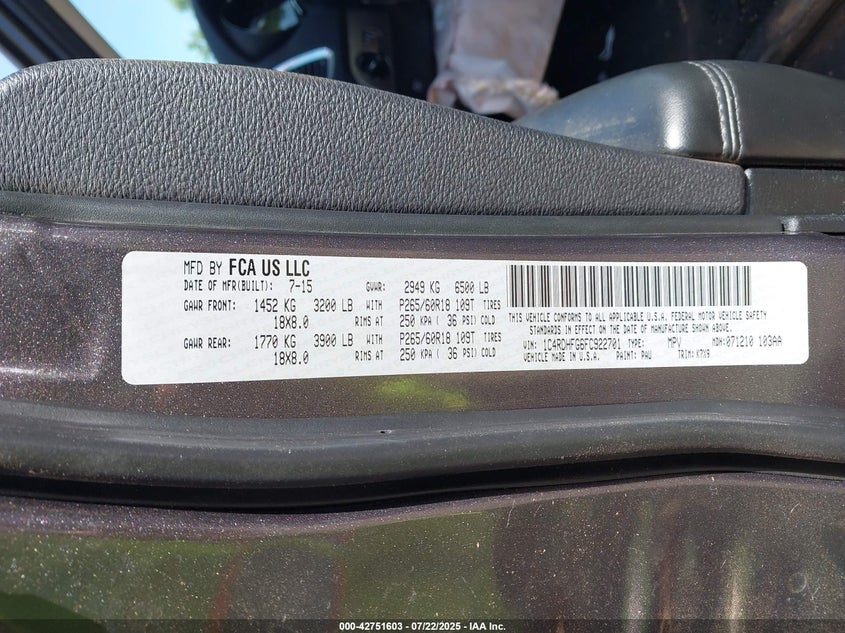 MFD BY FCA US LLC
DATE OF MFR(BUILT): 7-15 GVWR: 2949 KG 6500 LB
GAWR FRONT: 1452 KG 3200 LB WITH P265/60R18 109T TIRES
18X8.0 RIMS AT 250 KPA ( 36 PSI) COLD
GAWR REAR: 1770 KG 3900 LB WITH P265/60R18 109T TIRES
18X8.0 RIMS AT 250 KPA ( 36 PSI) COLD
THIS VEHICLE CONFORMS TO ALL APPLICABLE U.S.A. FEDERAL MOTOR VEHICLE SAFETY
STANDARDS IN EFFECT ON THE DATE OF MANUFACTURE SHOWN ABOVE.
VIN: 1C4RDHFG6FC922701 TYPE: MPV MDH:071210 103AA
VEHICLE MADE IN U.S.A. PAINT: PAU TRIM: K7X9
000-42751603 - 07/22/2025 - IAA Inc.